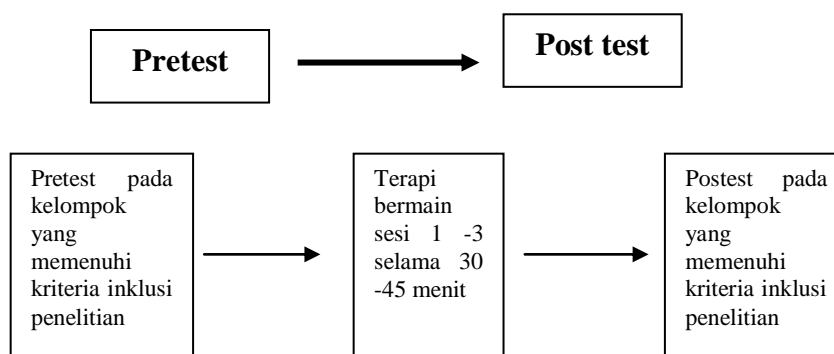 Pretest
Post test
Pretest pada
kelompok
yang
memenuhi
kriteria inklusi
penelitian
Terapi
bermain
sesi 1 -3
selama 30
-45 menit
Postest pada
kelompok
yang
memenuhi
kriteria inklusi
penelitian